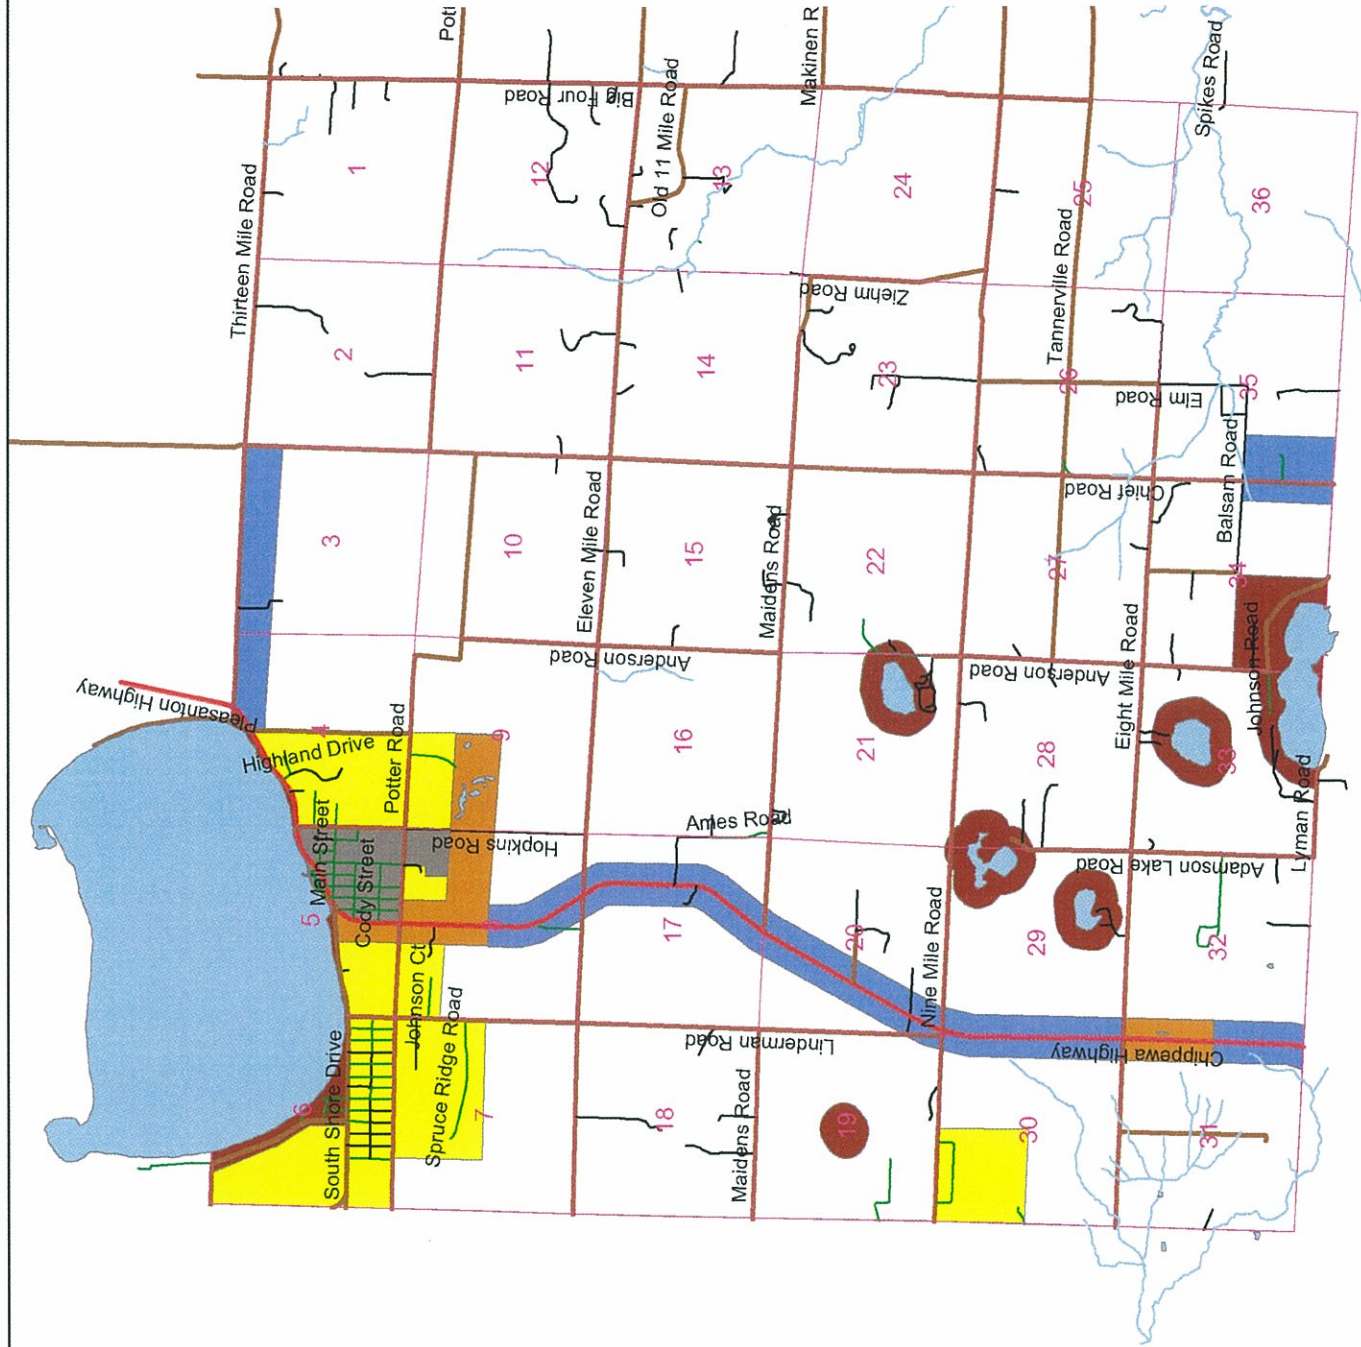 Pott
Makinen R
Spikes Road
Big Four Road
Old 11 Mile Road
Thirteen Mile Road
1
12
13
24
25
36
Tannerville Road
Ziehm Road
2
11
14
23
26
35
Elm Road
Balsam Road
Chief Road
Eleven Mile Road
Maidens Road
3
10
15
22
27
34
Eight Mile Road
Johnson Road
Anderson Road
Anderson Road
Pleasanton Highway
Highland Drive
Potter Road
4
9
16
21
28
33
Main Street
Cody Street
Hopkins Road
Ames Road
Adamson Lake Road
Lyman Road
5
8
17
20
29
32
Nine Mile Road
Johnson Ct
South Shore Drive
Spruce Ridge Road
Linderman Road
Chippewa Highway
Maidens Road
6
7
18
19
30
31